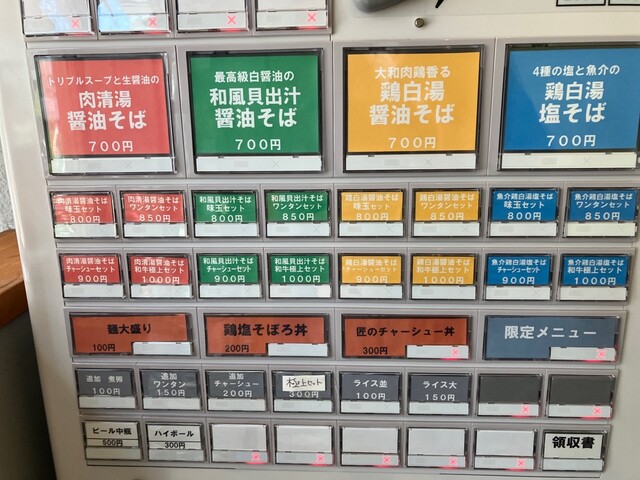 トリプルスープと生醤油の
肉清湯
醤油そば
700円
最高級白醤油の
和風貝出汁
醤油そば
700円
大和肉鶏香る
鶏白湯
醤油そば
700円
4種の塩と魚介の
鶏白湯
塩そば
700円
肉清湯醤油そば
味玉セット
800円
肉清湯醤油そば
ワンタンセット
850円
和風貝出汁そば
味玉セット
800円
和風貝出汁そば
ワンタンセット
850円
鶏白湯醤油そば
味玉セット
800円
鶏白湯醤油そば
ワンタンセット
850円
魚介鶏白湯塩そば
味玉セット
800円
魚介鶏白湯塩そば
ワンタンセット
850円
肉清湯醤油そば
チャーシューセット
900円
肉清湯醤油そば
和牛極上セット
1000円
和風貝出汁そば
チャーシューセット
900円
和風貝出汁そば
和牛極上セット
1000円
鶏白湯醤油そば
チャーシューセット
900円
鶏白湯醤油そば
和牛極上セット
1000円
魚介鶏白湯塩そば
チャーシューセット
900円
魚介鶏白湯塩そば
和牛極上セット
1000円
麺大盛り
100円
鶏塩そぼろ丼
200円
匠のチャーシュー丼
300円
限定メニュー
追加 煮卵
100円
追加
ワンタン
150円
追加
チャーシュー
200円
極上セット
300円
ライス並
100円
ライス大
150円
ビール中瓶
500円
ハイボール
300円
領収書